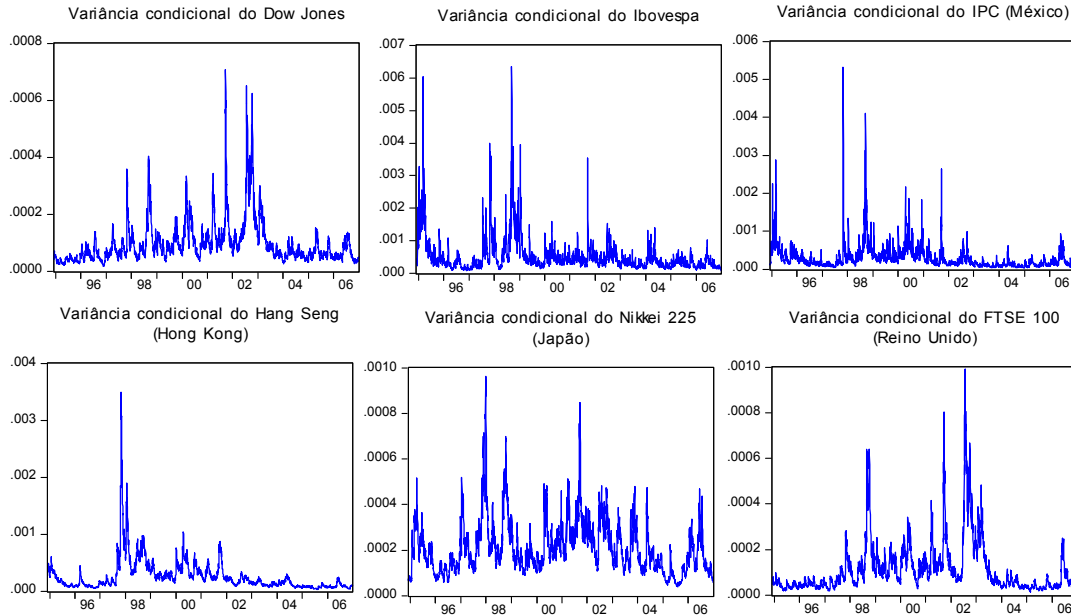 Variância condicional do Dow Jones
.0008
.0006
.0004
.0002
.0000
96 98 00 02 04 06
Variância condicional do Ibovespa
.007
.006
.005
.004
.003
.002
.001
.000
96 98 00 02 04 06
Variância condicional do IPC (México)
.006
.005
.004
.003
.002
.001
.000
96 98 00 02 04 06
Variância condicional do Hang Seng
(Hong Kong)
.004
.003
.002
.001
.000
96 98 00 02 04 06
Variância condicional do Nikkei 225
(Japão)
.0010
.0008
.0006
.0004
.0002
.0000
96 98 00 02 04 06
Variância condicional do FTSE 100
(Reino Unido)
.0010
.0008
.0006
.0004
.0002
.0000
96 98 00 02 04 06